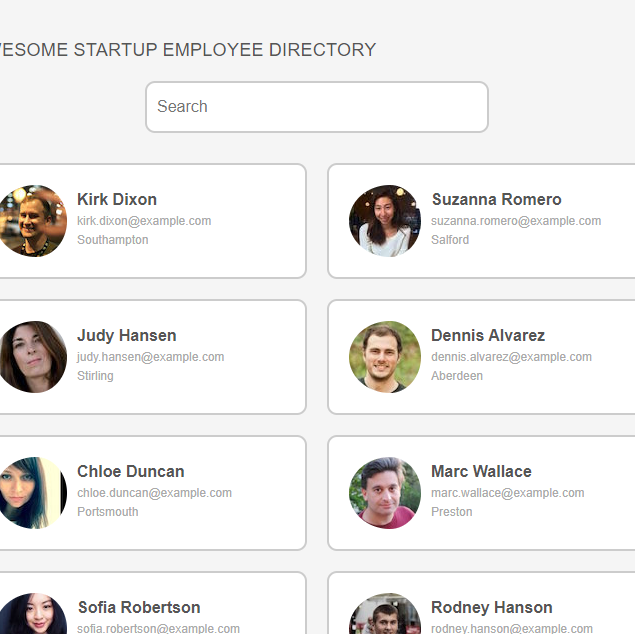 ESOME STARTUP EMPLOYEE DIRECTORY
Search
Kirk Dixon
kirk.dixon@example.com
Southampton
Suzanna Romero
suzanna.romero@example.com
Salford
Judy Hansen
judy.hansen@example.com
Stirling
Dennis Alvarez
dennis.alvarez@example.com
Aberdeen
Chloe Duncan
chloe.duncan@example.com
Portsmouth
Marc Wallace
marc.wallace@example.com
Preston
Sofia Robertson
sofia.robertson@example.com
Rodney Hanson
rodney.hanson@example.com